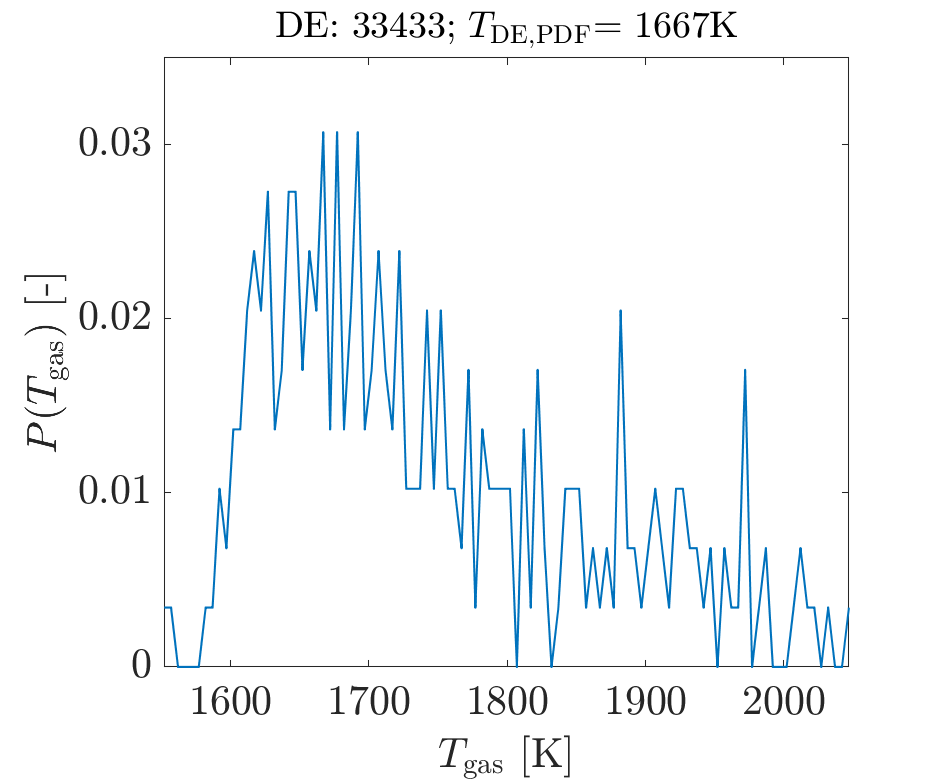 DE: 33433; T_DE,PDF= 1667K
0.03
0.02
0.01
0
P(T_gas) [-]
1600 1700 1800 1900 2000
T_gas [K]